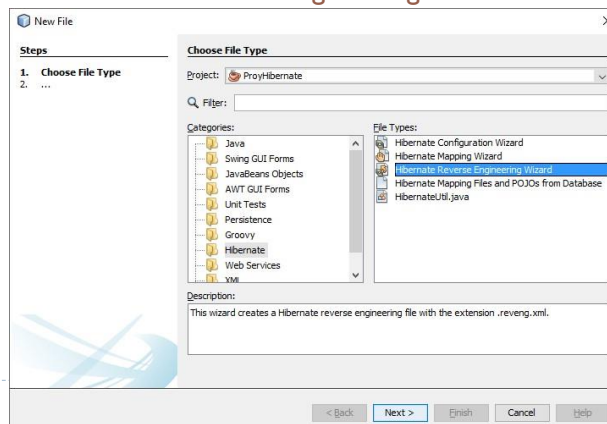 New File
Steps
1. Choose File Type
2. ...
Choose File Type
Project: ProyHibernate
Filter:
Categories:
Java
Swing GUI Forms
JavaBeans Objects
AWT GUI Forms
Unit Tests
Persistence
Groovy
Hibernate
Web Services
XML
File Types:
Hibernate Configuration Wizard
Hibernate Mapping Wizard
Hibernate Reverse Engineering Wizard
Hibernate Mapping Files and POJOs from Database
HibernateUtil.java
Description:
This wizard creates a Hibernate reverse engineering file with the extension .reveng.xml.
< Back Next > Finish Cancel Help